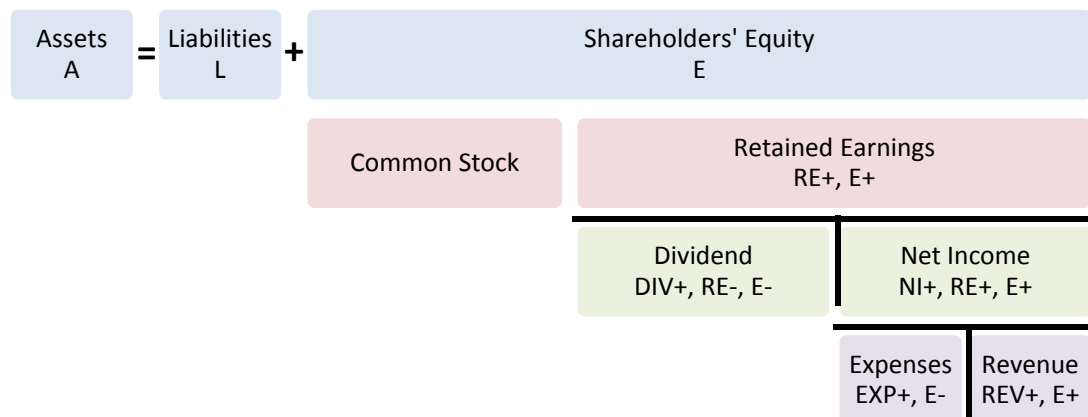 Assets
A
=
Liabilities
L
+
Shareholders' Equity
E
Common Stock
Retained Earnings
RE+, E+
Dividend
DIV+, RE-, E-
Net Income
NI+, RE+, E+
Expenses
EXP+, E-
Revenue
REV+, E+